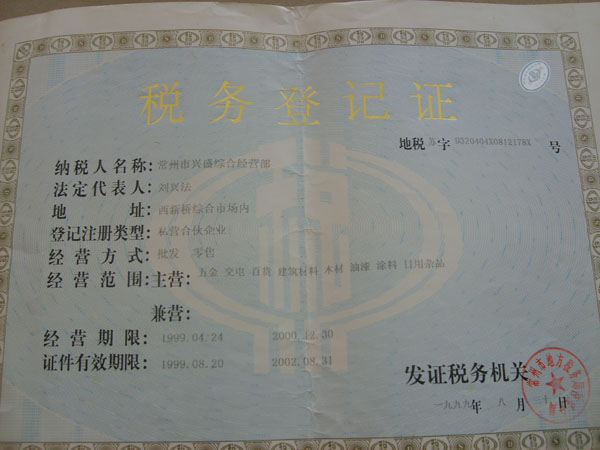 税务登记证
地税 苏 字 G320404X0812178X 号
纳税人名称：常州市兴盛综合经营部
法定代表人：刘兴法
地 址：西新桥综合市场内
登记注册类型：私营合伙企业
经营方式：批发 零售
经营范围：主营：五金 交电 百货 建筑材料 木材 油漆 涂料 日用杂品
兼营：
经营期限：1999.04.24 2000.12.30
证件有效期限：1999.08.20 2002.08.31
发证税务机关
一九九九年 八 月 二十 日